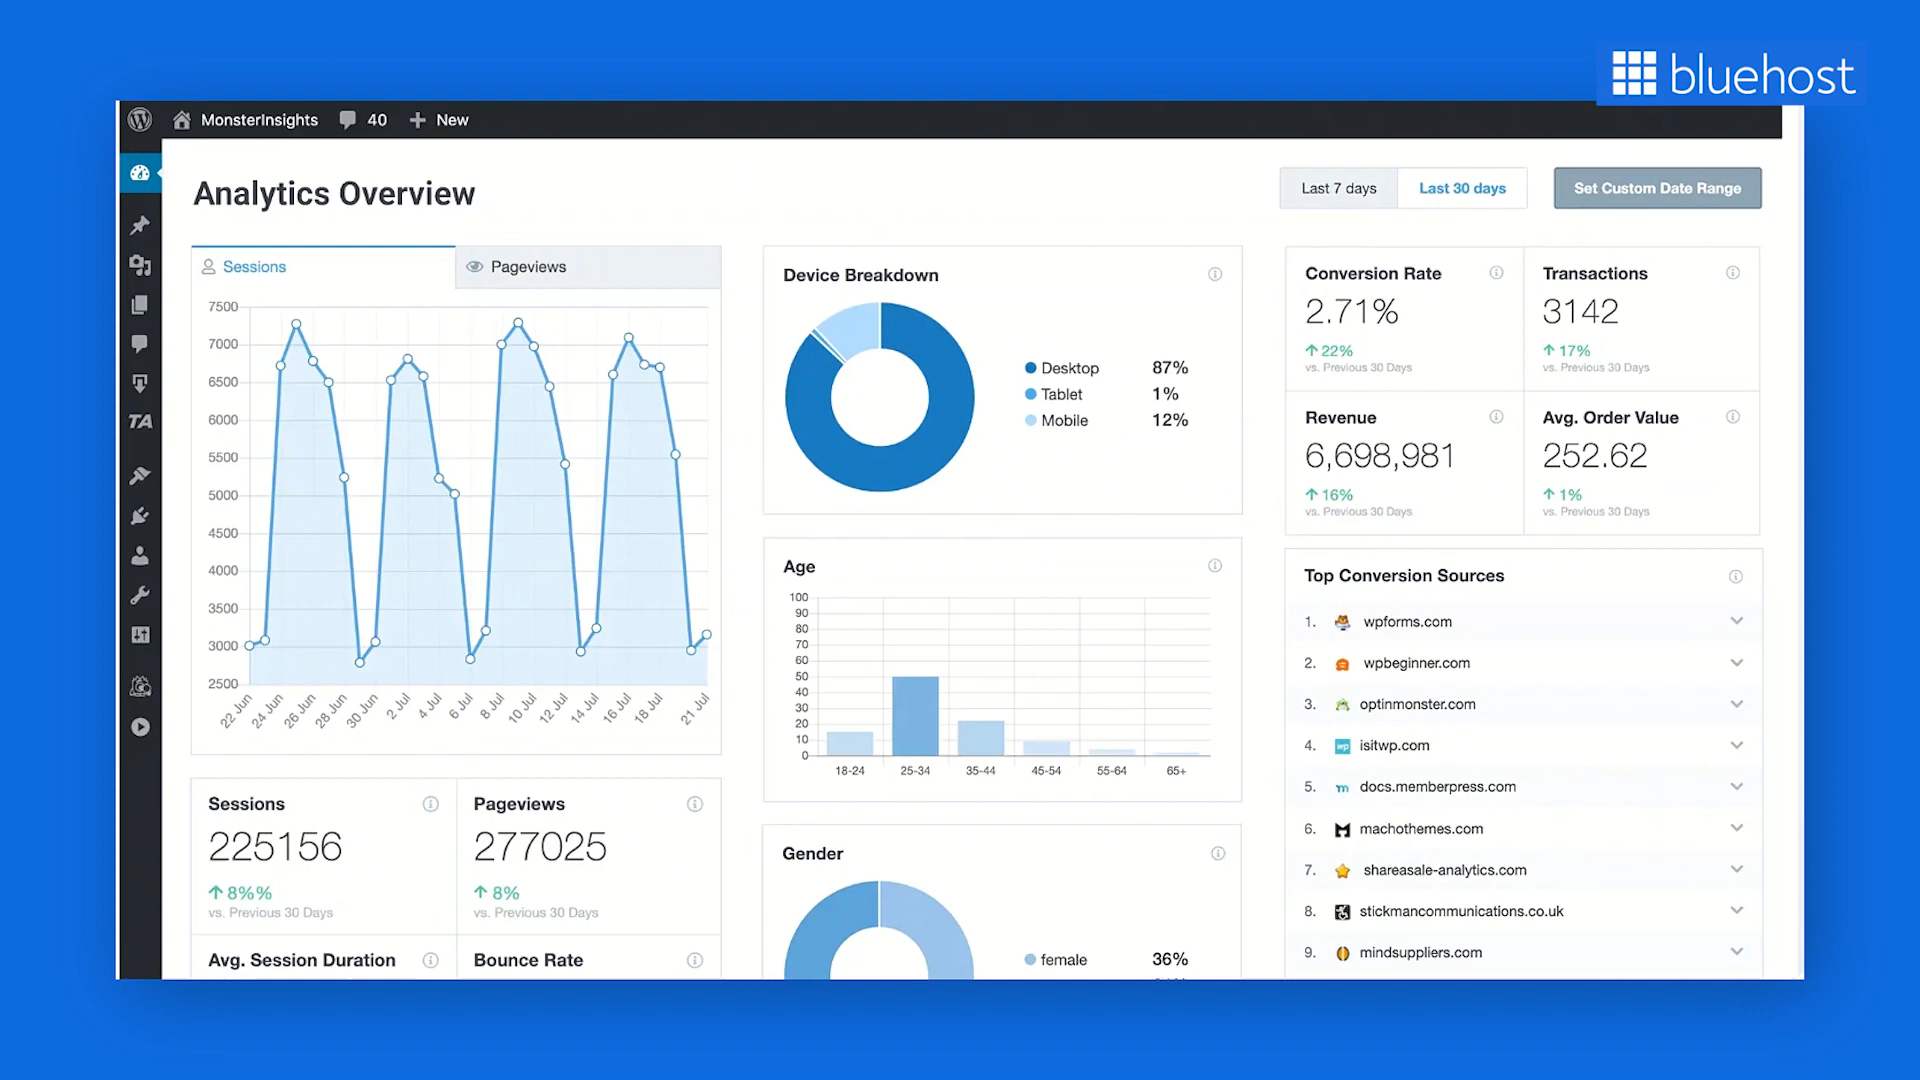 bluehost
MonsterInsights 40 New
Analytics Overview
Last 7 days
Last 30 days
Set Custom Date Range
Sessions
Pageviews
7500
7000
6500
6000
5500
5000
4500
4000
3500
3000
2500
22 Jun
24 Jun
26 Jun
28 Jun
30 Jun
2 Jul
4 Jul
6 Jul
8 Jul
10 Jul
12 Jul
14 Jul
16 Jul
18 Jul
21 Jul
TA
Sessions
225156
8%%
vs. Previous 30 Days
Pageviews
277025
8%
vs. Previous 30 Days
Avg. Session Duration
Bounce Rate
Device Breakdown
Desktop 87%
Tablet 1%
Mobile 12%
Age
100
90
80
70
60
50
40
30
20
10
0
18-24 25-34 35-44 45-54 55-64 65+
Gender
female 36%
Conversion Rate
2.71%
22%
vs. Previous 30 Days
Transactions
3142
17%
vs. Previous 30 Days
Revenue
6,698,981
16%
vs. Previous 30 Days
Avg. Order Value
252.62
1%
vs. Previous 30 Days
Top Conversion Sources
1. wpforms.com
2. wpbeginner.com
3. optinmonster.com
4. wp isitwp.com
5. m docs.memberpress.com
6. machothemes.com
7. shareasale-analytics.com
8. stickmancommunications.co.uk
9. mindsuppliers.com